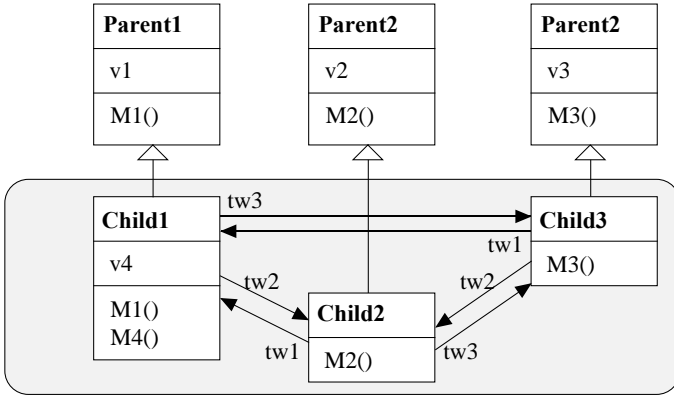 Parent1
v1
M1()
Parent2
v2
M2()
Parent2
v3
M3()
Child1
v4
M1()
M4()
tw3
tw1
Child3
M3()
tw2
tw1
Child2
M2()
tw2
tw3